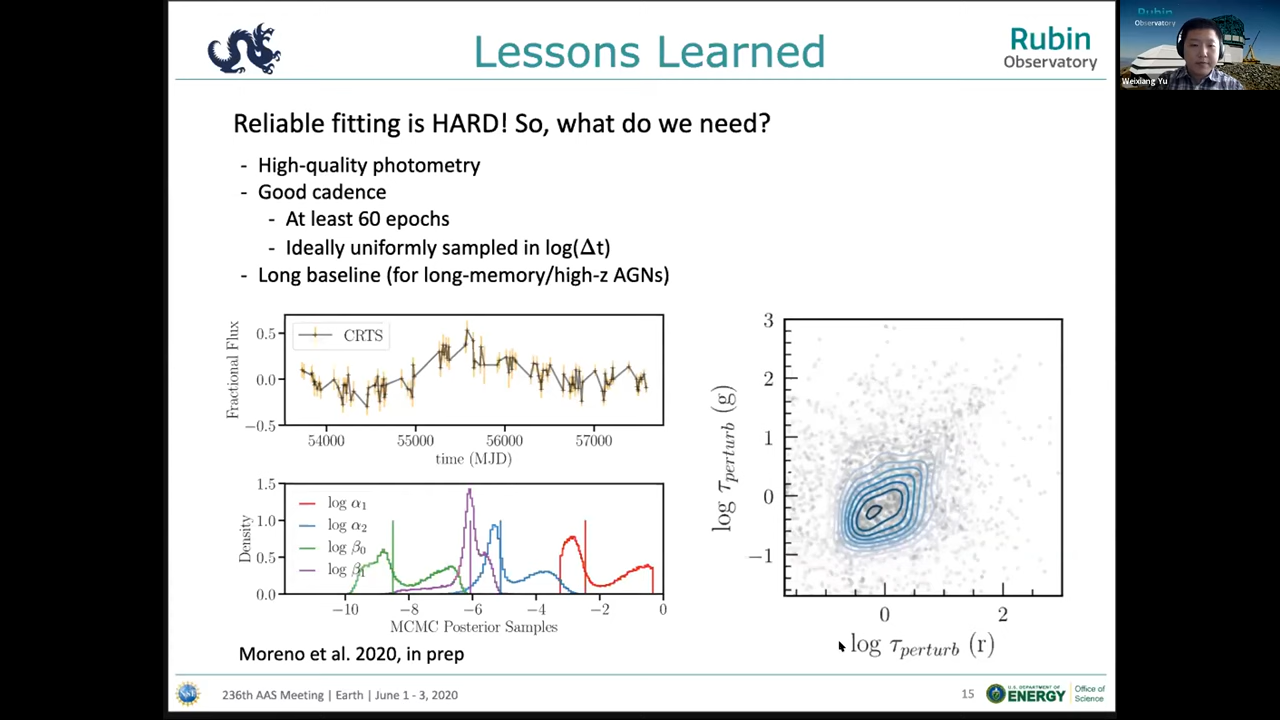 Lessons Learned
Rubin
Observatory
Rubin
Observatory
Weixiang Yu
Reliable fitting is HARD! So, what do we need?
- High-quality photometry
- Good cadence
- At least 60 epochs
- Ideally uniformly sampled in log(Δt)
- Long baseline (for long-memory/high-z AGNs)
CRTS
Fractional Flux
0.5
0.0
−0.5
54000 55000 56000 57000
time (MJD)
Density
1.5
1.0
0.5
0.0
log α₁
log α₂
log β₀
log β₁
−10 −8 −6 −4 −2 0
MCMC Posterior Samples
Moreno et al. 2020, in prep
log τperturb (g)
3
2
1
0
−1
0 2
log τperturb (r)
NSF
236th AAS Meeting | Earth | June 1 - 3, 2020
15
U.S. DEPARTMENT OF
ENERGY
Office of
Science